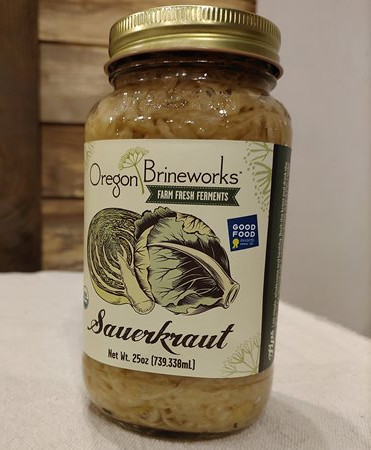 Oregon Brineworks
FARM FRESH FERMENTS
GOOD
FOOD
Sauerkraut
Net Wt. 25oz (739.338mL)